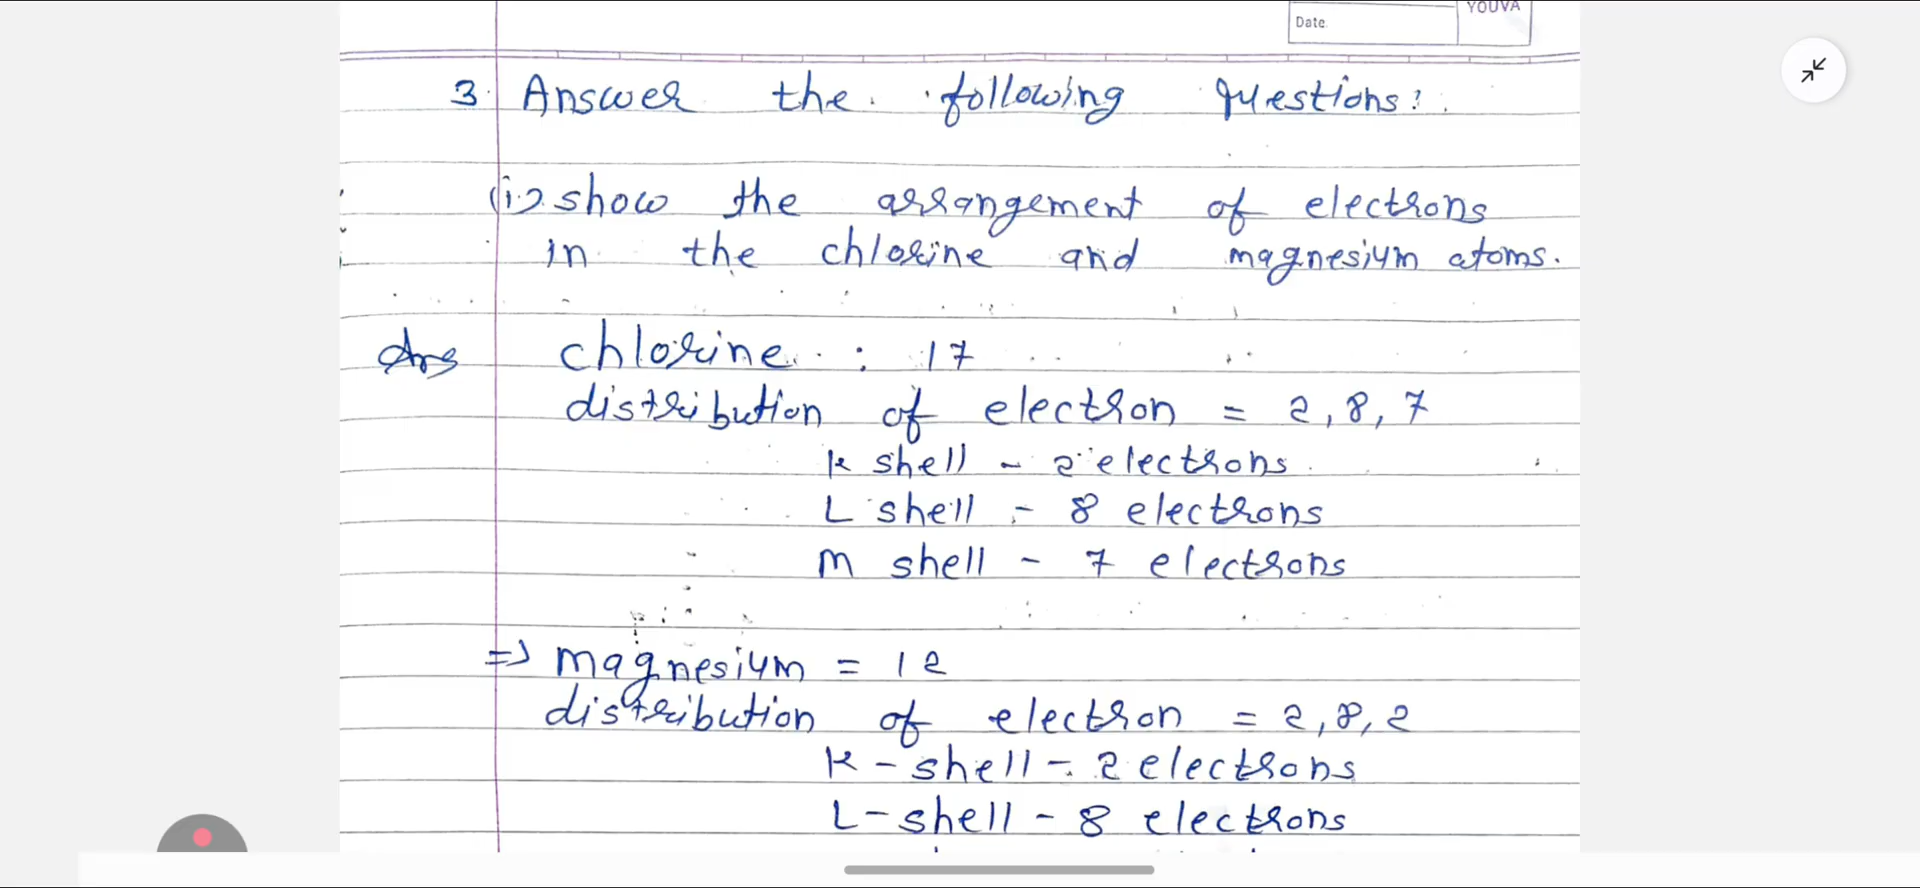 YOUVA
Date
3. Answer the following questions:
(i) show the arrangement of electrons
in the chlorine and magnesium atoms.
Ans chlorine : 17
distribution of electron = 2, 8, 7
K shell - 2 electrons.
L shell - 8 electrons
M shell - 7 electrons
=> magnesium = 12
distribution of electron = 2, 8, 2
K - shell - 2 electrons
L - shell - 8 electrons